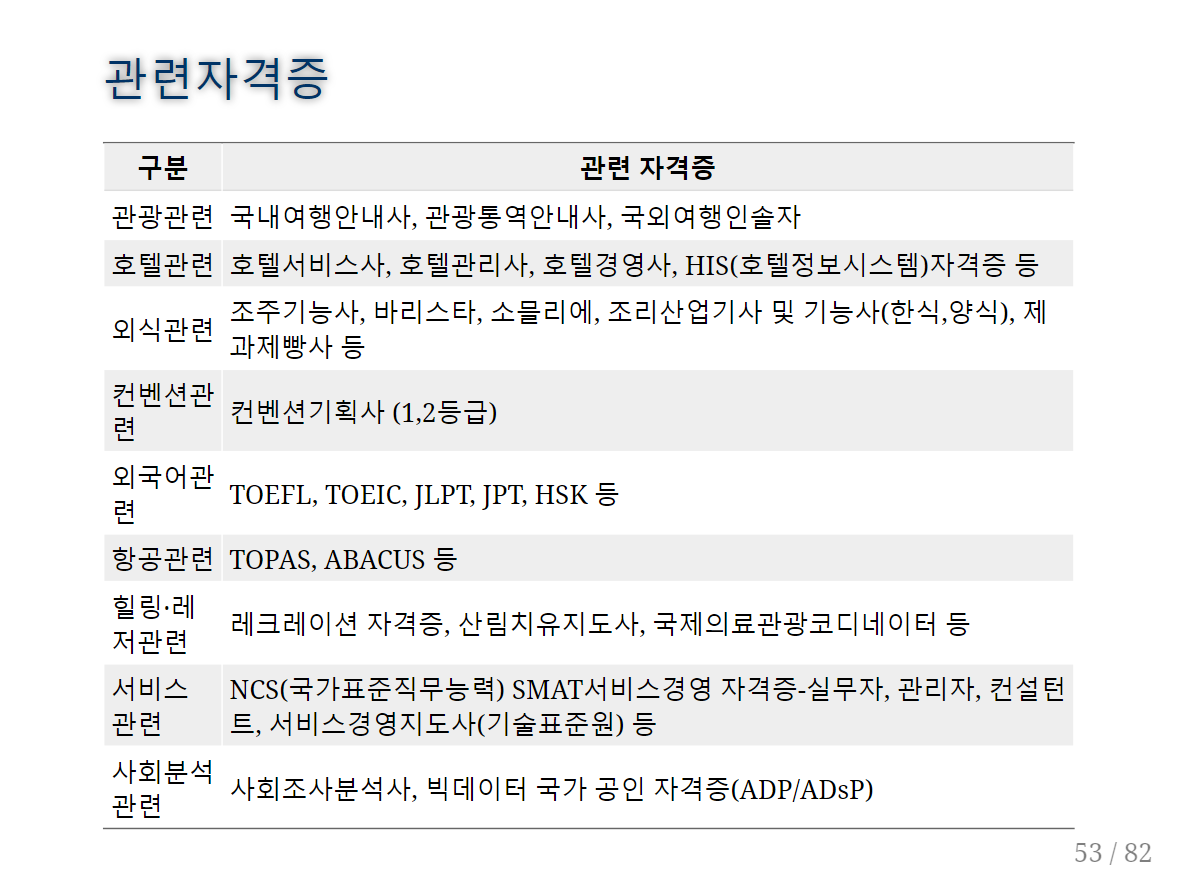 관련자격증
구분 관련 자격증
관광관련 국내여행안내사, 관광통역안내사, 국외여행인솔자
호텔관련 호텔서비스사, 호텔관리사, 호텔경영사, HIS(호텔정보시스템)자격증 등
외식관련 조주기능사, 바리스타, 소믈리에, 조리산업기사 및 기능사(한식,양식), 제
과제빵사 등
컨벤션관
련
컨벤션기획사 (1,2등급)
외국어관
련
TOEFL, TOEIC, JLPT, JPT, HSK 등
항공관련 TOPAS, ABACUS 등
힐링·레
저관련
레크레이션 자격증, 산림치유지도사, 국제의료관광코디네이터 등
서비스
관련
NCS(국가표준직무능력) SMAT서비스경영 자격증-실무자, 관리자, 컨설턴
트, 서비스경영지도사(기술표준원) 등
사회분석
관련
사회조사분석사, 빅데이터 국가 공인 자격증(ADP/ADsP)
53 / 82